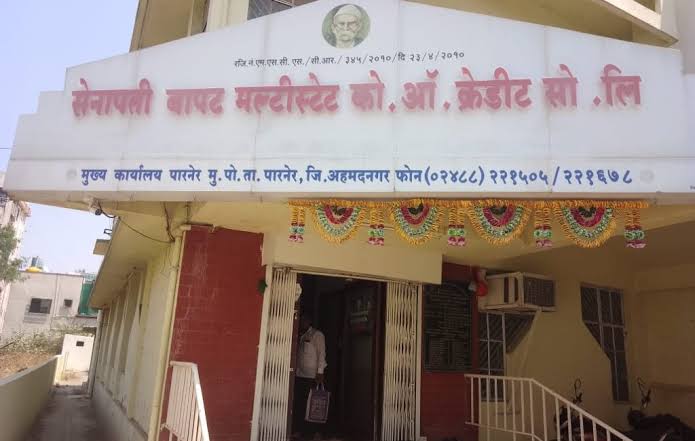 रजि.नं.एम.एस.सी.एस./सी.आर./३४५/२०१०/दि २३/४/२०१०
सेनापती बापट मल्टीस्टेट को.ऑ.क्रेडीट सो.लि
मुख्य कार्यालय पारनेर मु.पो.ता.पारनेर, जि.अहमदनगर फोन(०२४८८)२२१५०५/२२१६७८